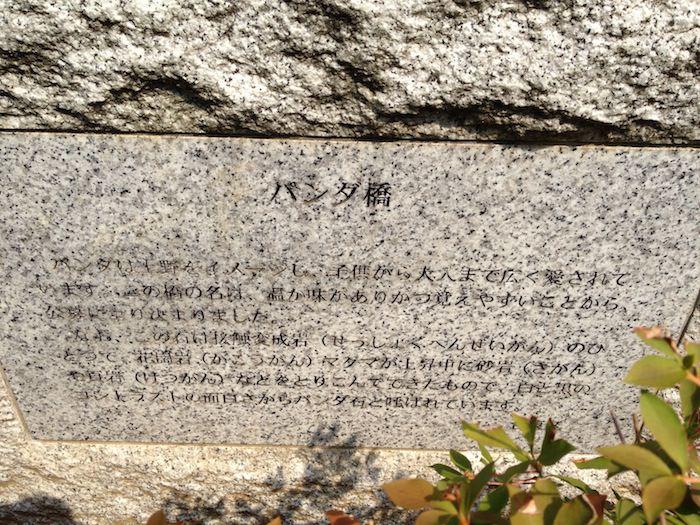 パンダ橋
パンダは上野をイメージし、子供から大人まで広く愛されて
います。この橋の名は、温か味がありかつ覚えやすいことから、
公募により決まりました。
なお、この石は接触変成岩（せっしょくへんせいがん）のひ
とつで、花崗岩（かこうがん）マグマが上昇中に砂岩（さがん）
や頁岩（けつがん）などをとりこんでできたもので、白と黒の
コントラストの面白さからパンダ石と呼ばれています。